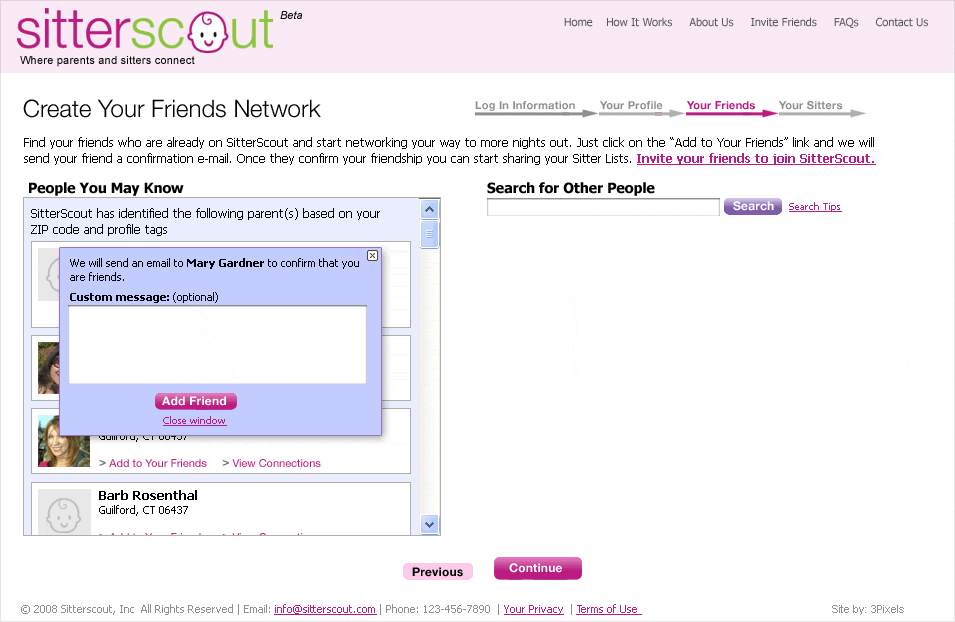 sitterscout Beta
Where parents and sitters connect
Home How It Works About Us Invite Friends FAQs Contact Us
Create Your Friends Network
Log In Information Your Profile Your Friends Your Sitters
Find your friends who are already on SitterScout and start networking your way to more nights out. Just click on the “Add to Your Friends” link and we will
send your friend a confirmation e-mail. Once they confirm your friendship you can start sharing your Sitter Lists. Invite your friends to join SitterScout.
People You May Know
SitterScout has identified the following parent(s) based on your
ZIP code and profile tags
We will send an email to Mary Gardner to confirm that you
are friends.
Custom message: (optional)
Add Friend
Close window
Guilford, CT 06437
> Add to Your Friends > View Connections
Barb Rosenthal
Guilford, CT 06437
Search for Other People
Search Search Tips
Previous Continue
© 2008 Sitterscout, Inc All Rights Reserved | Email: info@sitterscout.com | Phone: 123-456-7890 | Your Privacy | Terms of Use
Site by: 3Pixels